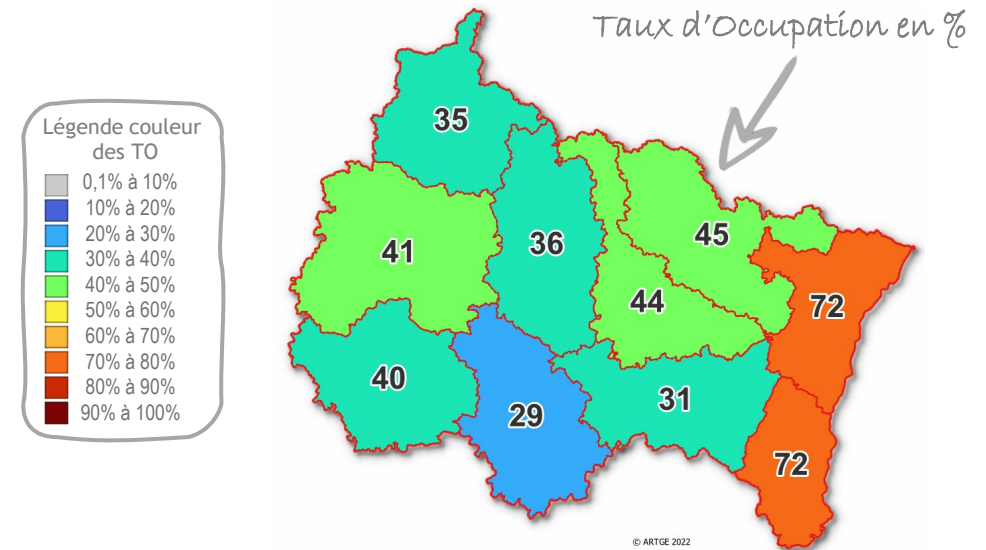 Taux d'Occupation en %
Légende couleur
des TO
0,1% à 10%
10% à 20%
20% à 30%
30% à 40%
40% à 50%
50% à 60%
60% à 70%
70% à 80%
80% à 90%
90% à 100%
35
41
36
45
44
72
40
29
31
72
© ARTGE 2022